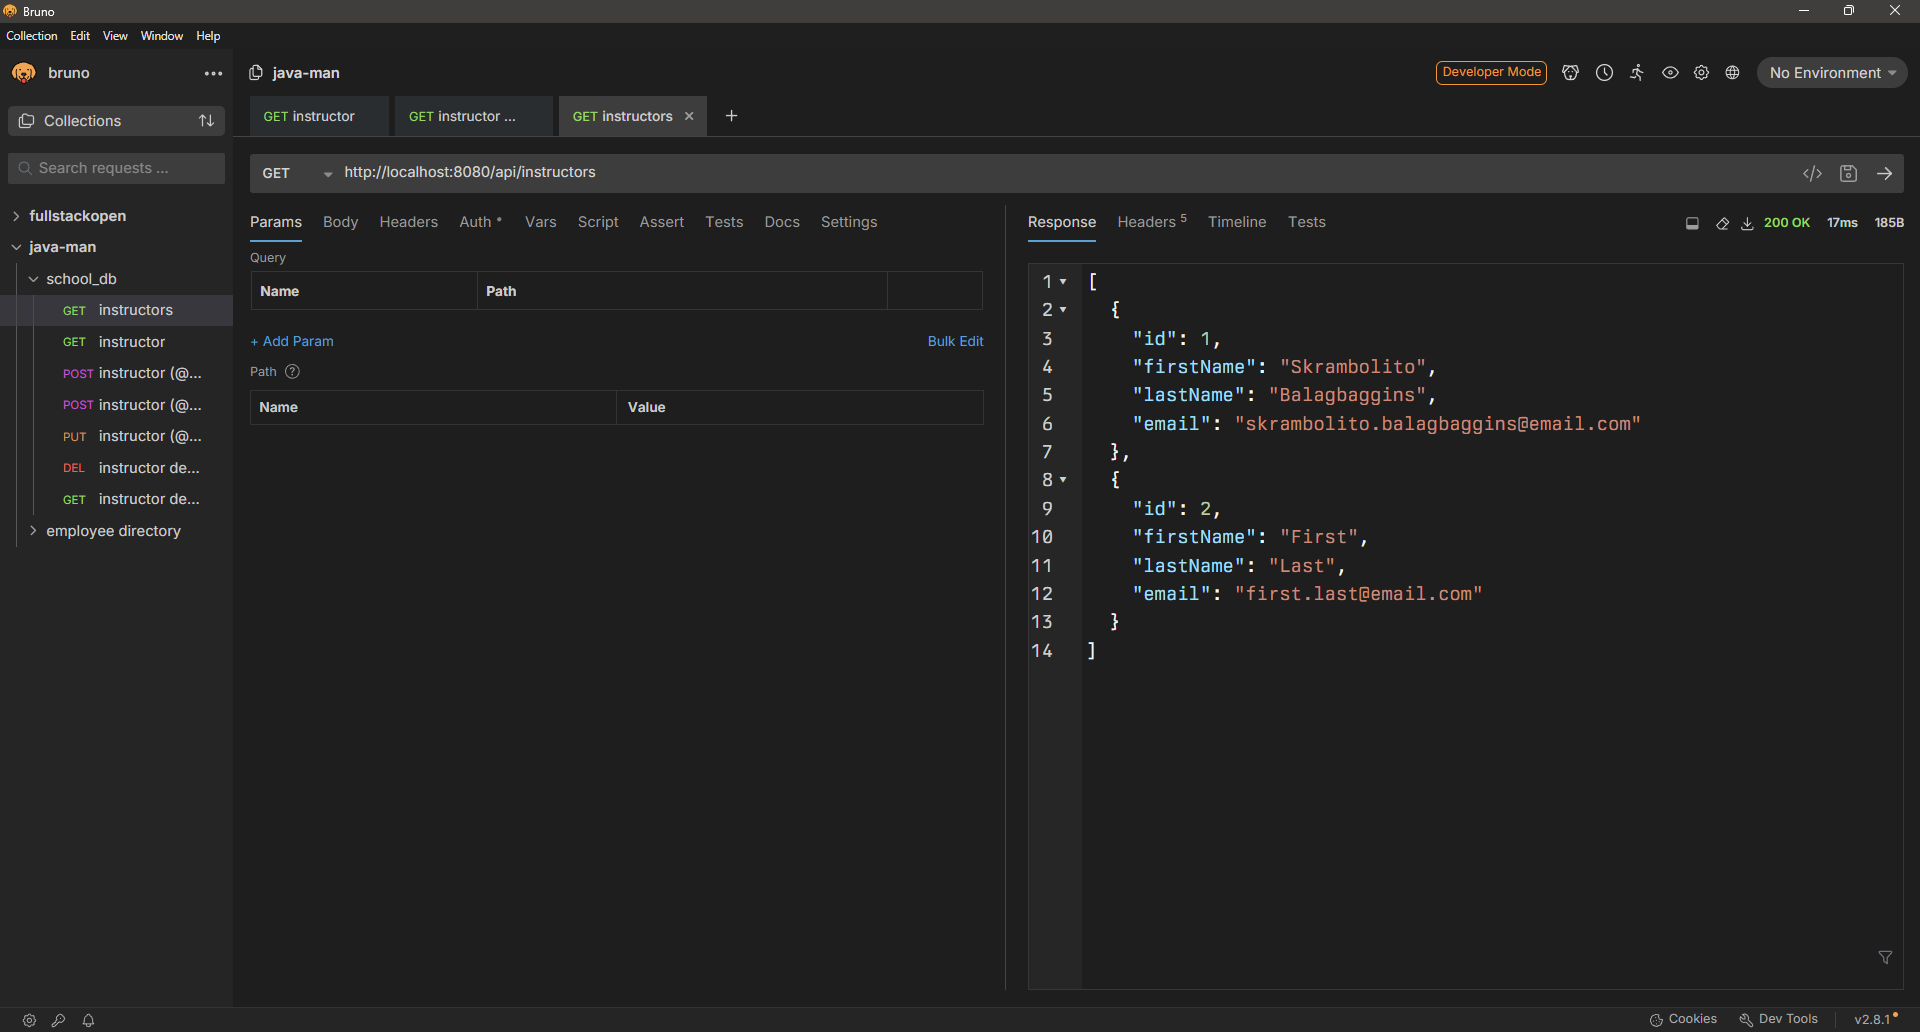 Bruno
Collection Edit View Window Help
bruno
java-man
Developer Mode
No Environment
Collections
GET instructor
GET instructor ...
GET instructors
Search requests ...
GET
http://localhost:8080/api/instructors
fullstackopen
java-man
school_db
GET instructors
GET instructor
POST instructor (@...
POST instructor (@...
PUT instructor (@...
DEL instructor de...
GET instructor de...
employee directory
Params Body Headers Auth Vars Script Assert Tests Docs Settings
Query
Name Path
+ Add Param Bulk Edit
Path ?
Name Value
Response Headers 5 Timeline Tests
200 OK 17ms 185B
1 [
2 {
3 "id": 1,
4 "firstName": "Skrambolito",
5 "lastName": "Balagbaggins",
6 "email": "skrambolito.balagbaggins@email.com"
7 },
8 {
9 "id": 2,
10 "firstName": "First",
11 "lastName": "Last",
12 "email": "first.last@email.com"
13 }
14 ]
Cookies Dev Tools v2.8.1